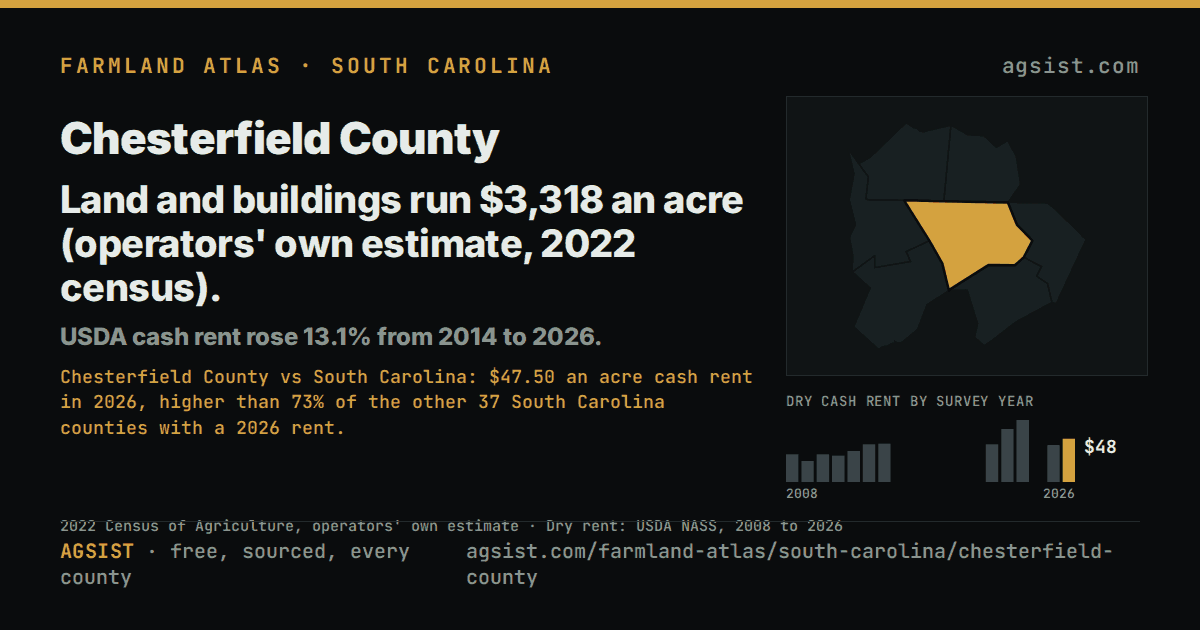 FARMLAND ATLAS · SOUTH CAROLINA
agsist.com
Chesterfield County
Land and buildings run $3,318 an acre
(operators' own estimate, 2022
census).
USDA cash rent rose 13.1% from 2014 to 2026.
Chesterfield County vs South Carolina: $47.50 an acre cash rent
in 2026, higher than 73% of the other 37 South Carolina
counties with a 2026 rent.
DRY CASH RENT BY SURVEY YEAR
$48
2008
2026
2022 Census of Agriculture, operators' own estimate · Dry rent: USDA NASS, 2008 to 2026
AGSIST · free, sourced, every
county
agsist.com/farmland-atlas/south-carolina/chesterfield-
county